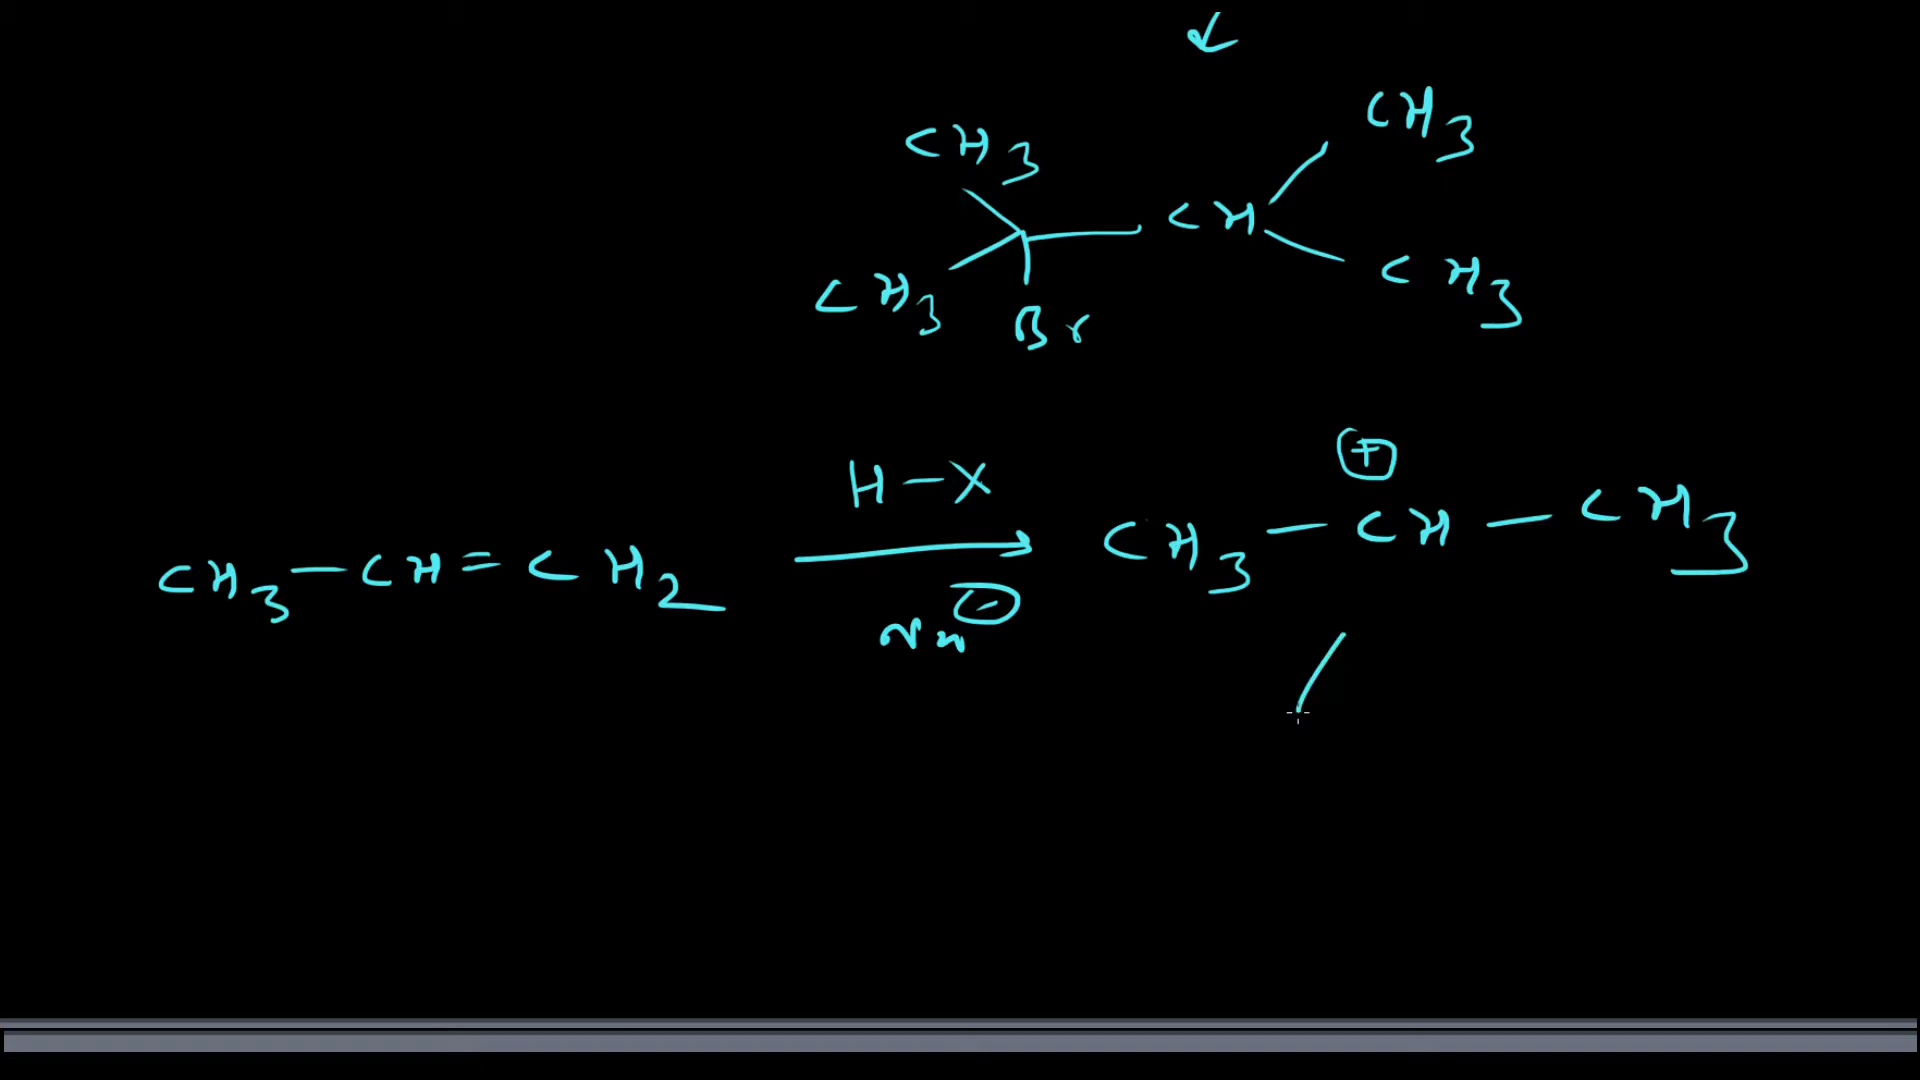 CH3 CH3
CH
CH3 CH3
Br
H-X ⊕
CH3-CH=CH2 → CH3-CH-CH3
⊖